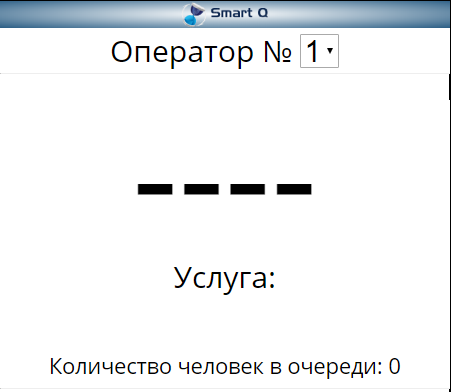 Smart Q
Оператор № 1
----
Услуга:
Количество человек в очереди: 0